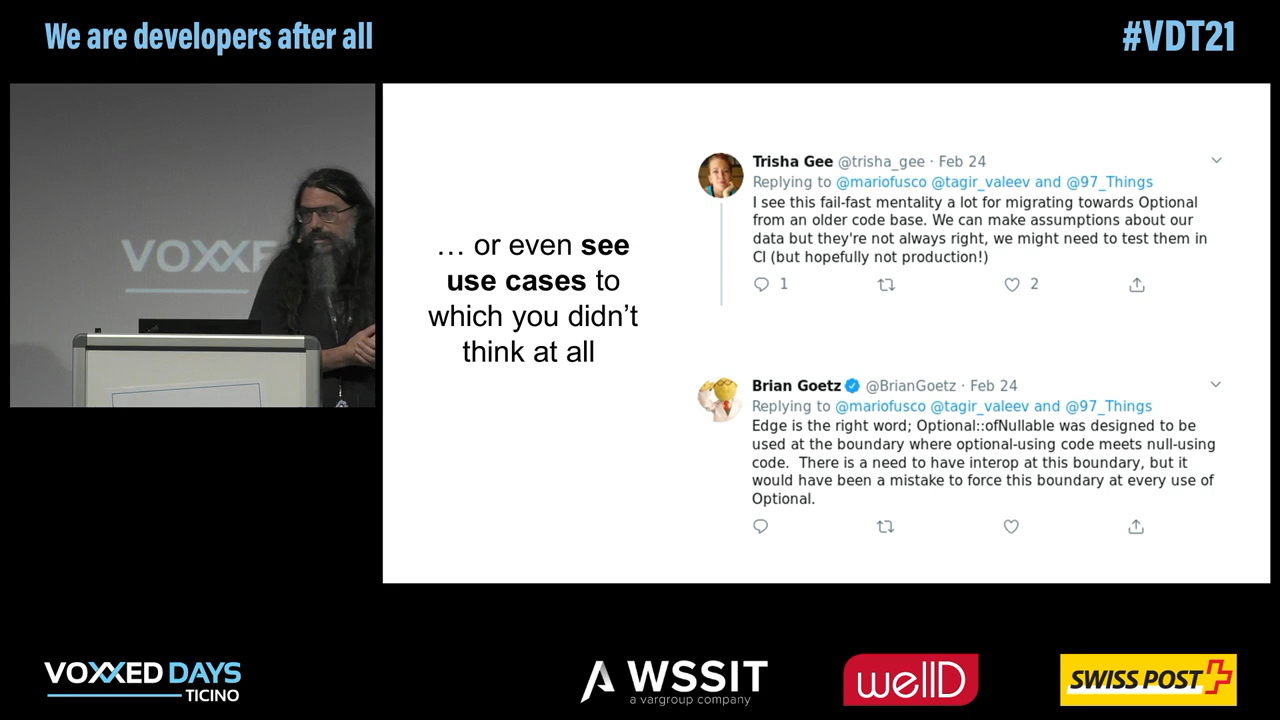 We are developers after all
#VDT21
VOXXED
… or even see
use cases to
which you didn't
think at all
Trisha Gee @trisha_gee · Feb 24
Replying to @mariofusco @tagir_valeev and @97_Things
I see this fail-fast mentality a lot for migrating towards Optional
from an older code base. We can make assumptions about our
data but they're not always right, we might need to test them in
CI (but hopefully not production!)
1
2
Brian Goetz @BrianGoetz · Feb 24
Replying to @mariofusco @tagir_valeev and @97_Things
Edge is the right word; Optional::ofNullable was designed to be
used at the boundary where optional-using code meets null-using
code.  There is a need to have interop at this boundary, but it
would have been a mistake to force this boundary at every use of
Optional.
VOXXED DAYS
TICINO
WSSIT
a vargroup company
wellD
SWISS POST